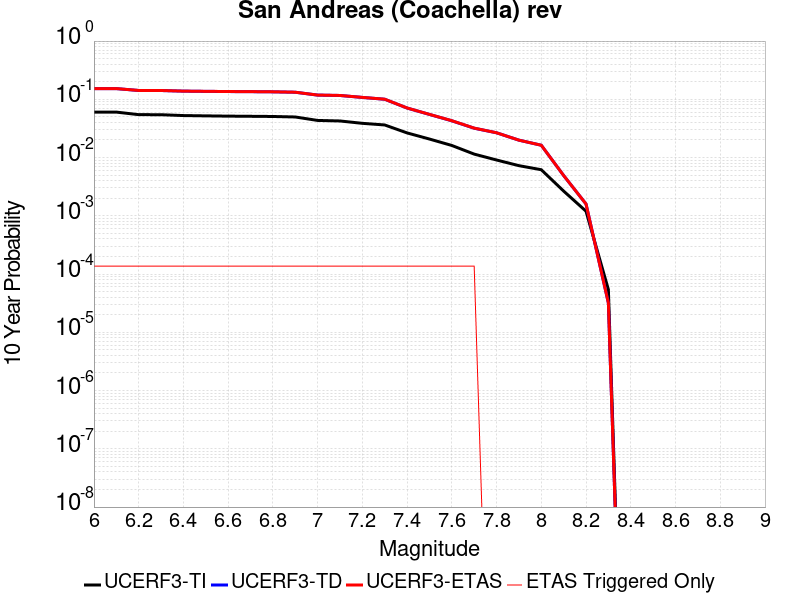 San Andreas (Coachella) rev
10^0
10^-1
10^-2
10^-3
10^-4
10^-5
10^-6
10^-7
10^-8
10 Year Probability
6 6.2 6.4 6.6 6.8 7 7.2 7.4 7.6 7.8 8 8.2 8.4 8.6 8.8 9
Magnitude
UCERF3-TI UCERF3-TD UCERF3-ETAS ETAS Triggered Only